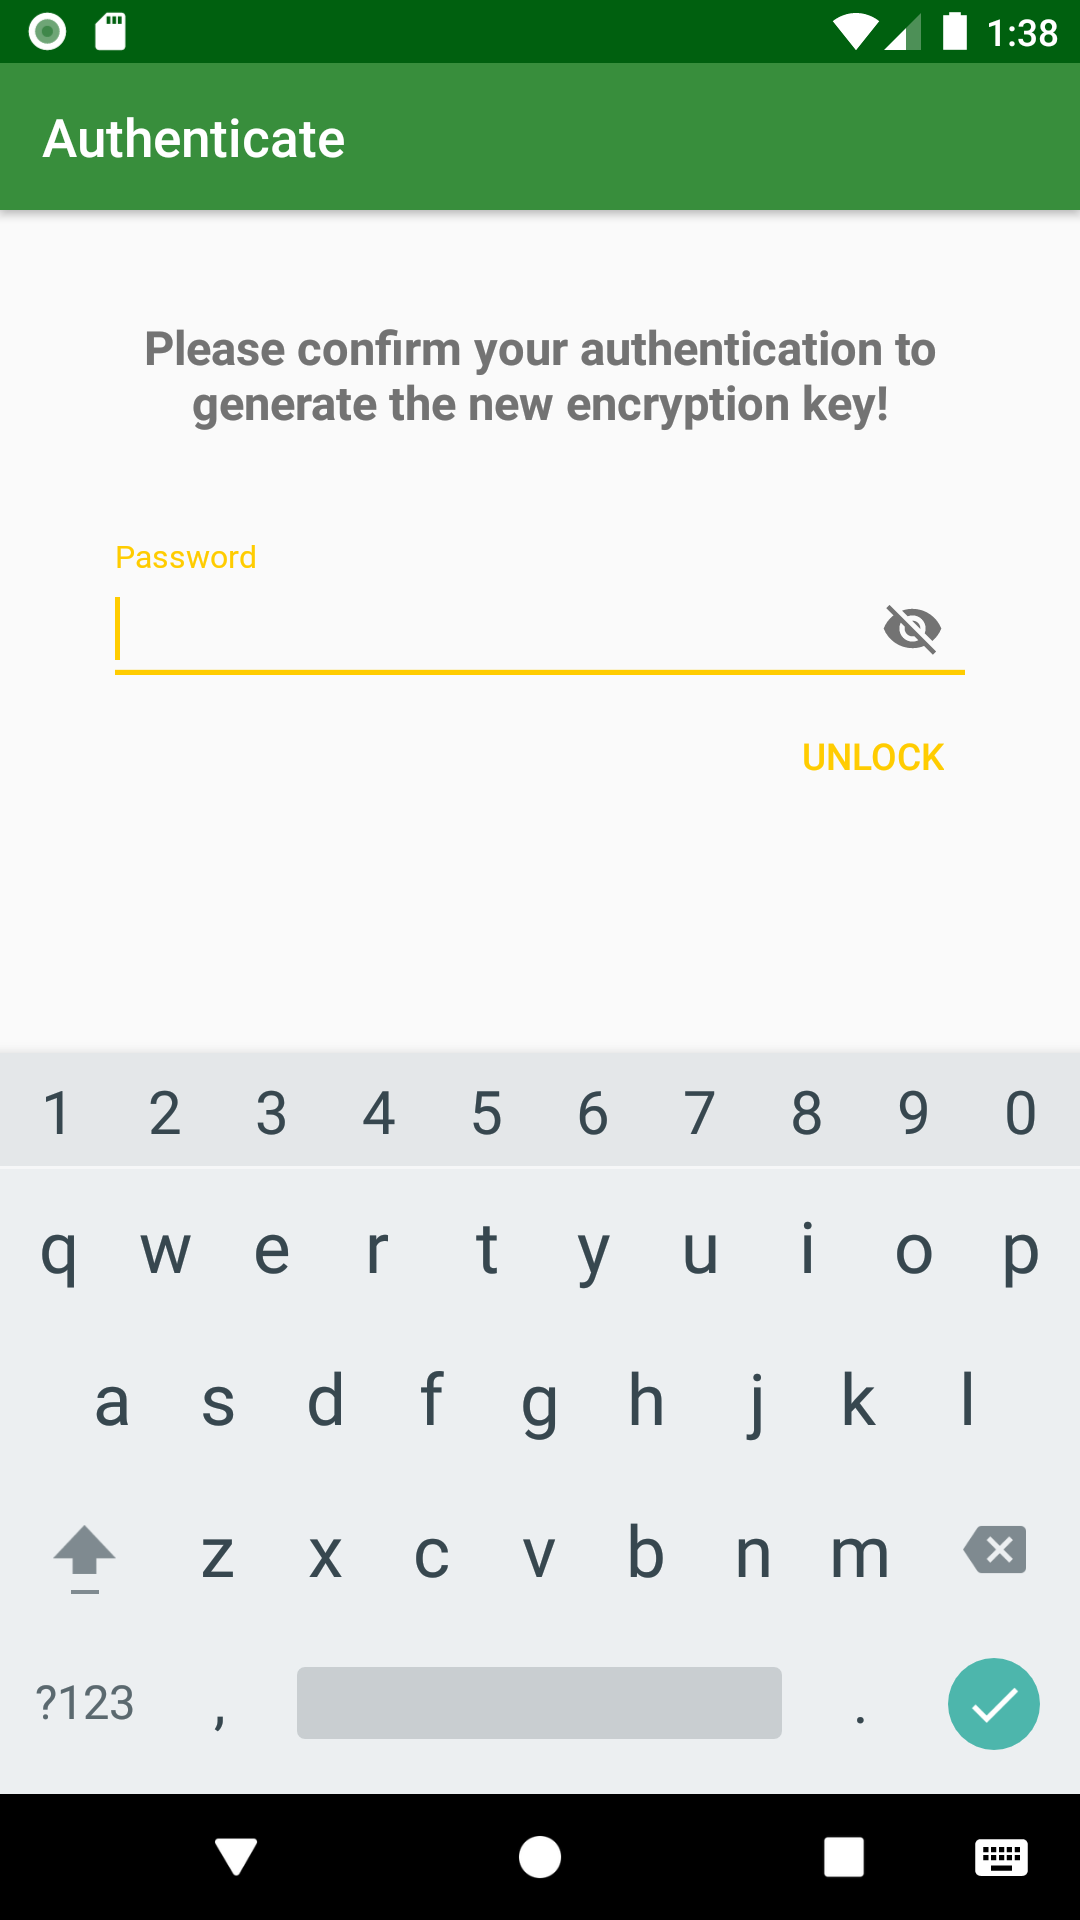 1:38
Authenticate
Please confirm your authentication to
generate the new encryption key!
Password
UNLOCK
1 2 3 4 5 6 7 8 9 0
q w e r t y u i o p
a s d f g h j k l
z x c v b n m
?123 , .